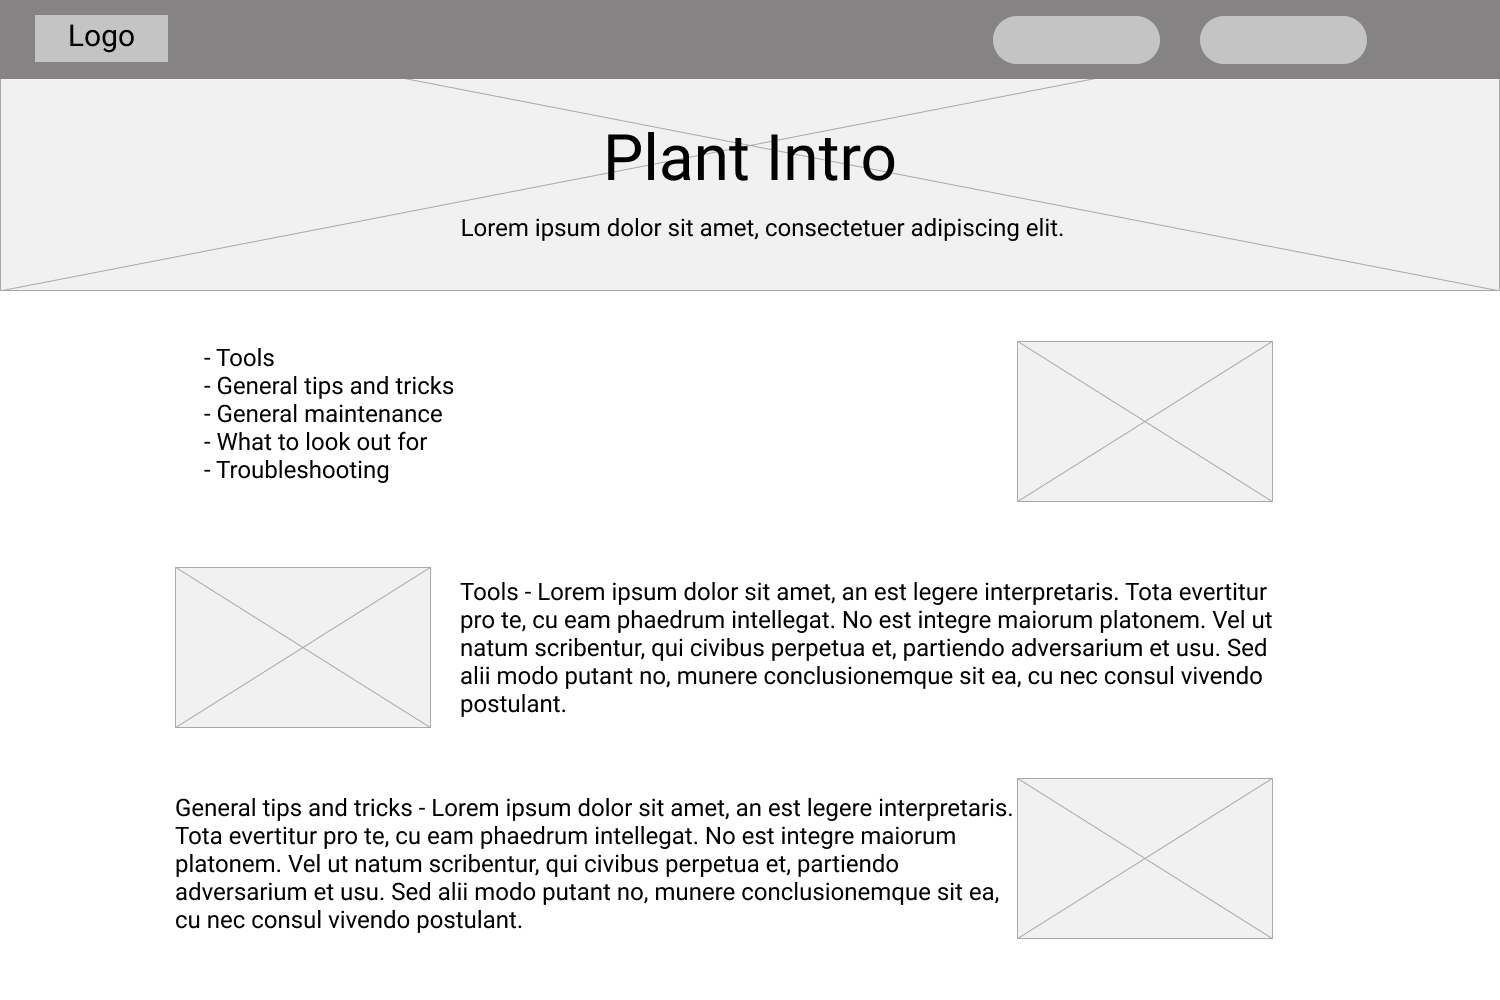 Logo
Plant Intro
Lorem ipsum dolor sit amet, consectetuer adipiscing elit.
- Tools
- General tips and tricks
- General maintenance
- What to look out for
- Troubleshooting
Tools - Lorem ipsum dolor sit amet, an est legere interpretaris. Tota evertitur
pro te, cu eam phaedrum intellegat. No est integre maiorum platonem. Vel ut
natum scribentur, qui civibus perpetua et, partiendo adversarium et usu. Sed
alii modo putant no, munere conclusionemque sit ea, cu nec consul vivendo
postulant.
General tips and tricks - Lorem ipsum dolor sit amet, an est legere interpretaris.
Tota evertitur pro te, cu eam phaedrum intellegat. No est integre maiorum
platonem. Vel ut natum scribentur, qui civibus perpetua et, partiendo
adversarium et usu. Sed alii modo putant no, munere conclusionemque sit ea,
cu nec consul vivendo postulant.